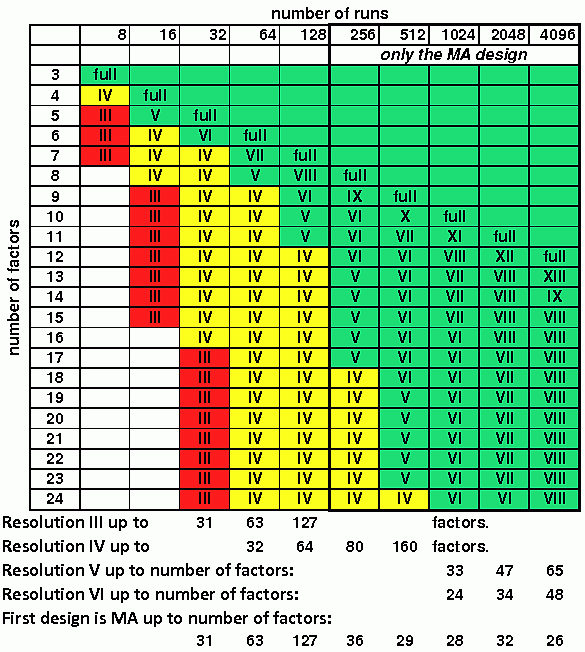 number of runs
8 16 32 64 128 256 512 1024 2048 4096
only the MA design
number of factors
3 full
4 IV full
5 III V full
6 III IV VI full
7 III IV IV VII full
8 IV IV V VIII full
9 III IV IV VI IX full
10 III IV IV V VI X full
11 III IV IV V VI VII XI full
12 III IV IV IV VI VI VIII XII full
13 III IV IV IV V VI VII VIII XIII
14 III IV IV IV V VI VII VIII IX
15 III IV IV IV V VI VII VIII VIII
16 IV IV IV V VI VI VIII VIII
17 III IV IV V VI VI VIII VIII
18 III IV IV IV VI VI VII VIII
19 III IV IV IV V VI VII VIII
20 III IV IV IV V VI VII VIII
21 III IV IV IV V VI VII VIII
22 III IV IV IV V VI VII VIII
23 III IV IV IV V VI VII VIII
24 III IV IV IV IV VI VI VIII
Resolution III up to 31 63 127 factors.
Resolution IV up to 32 64 80 160 factors.
Resolution V up to number of factors: 33 47 65
Resolution VI up to number of factors: 24 34 48
First design is MA up to number of factors:
31 63 127 36 29 28 32 26